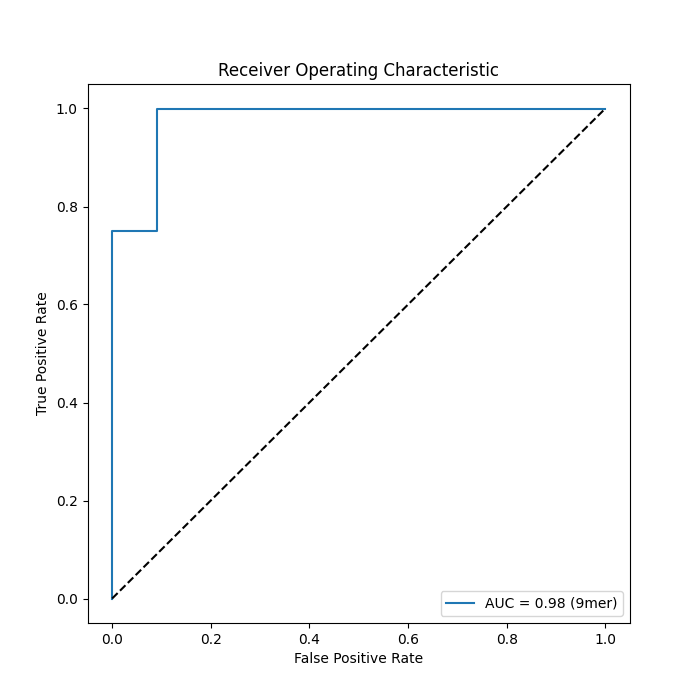 Receiver Operating Characteristic
1.0
0.8
0.6
0.4
0.2
0.0
True Positive Rate
0.0 0.2 0.4 0.6 0.8 1.0
False Positive Rate
AUC = 0.98 (9mer)